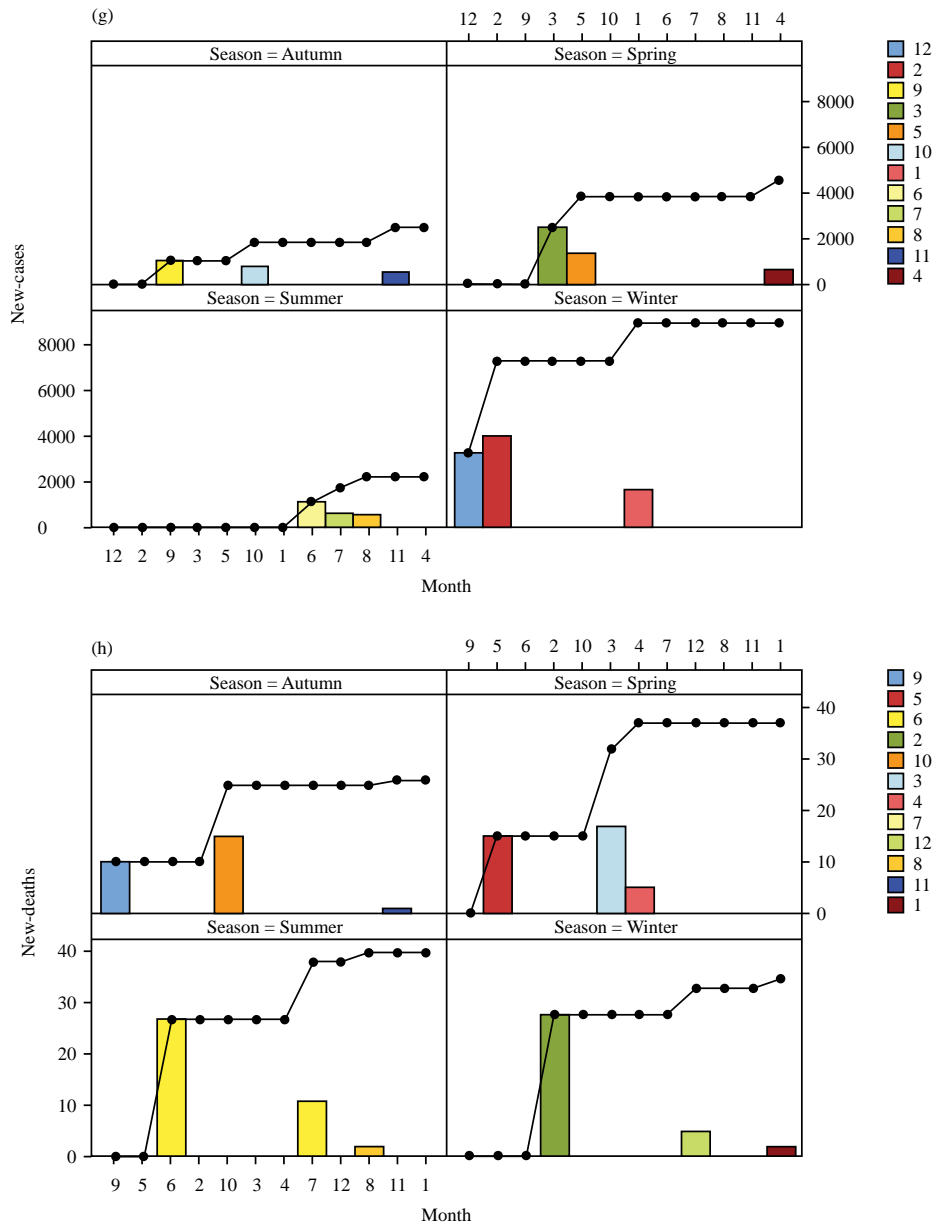 (g)
12 2 9 3 5 10 1 6 7 8 11 4
Season = Autumn
Season = Spring
8000
6000
4000
2000
0
Season = Summer
Season = Winter
8000
6000
4000
2000
0
New-cases
12 2 9 3 5 10 1 6 7 8 11 4
Month
12
2
9
3
5
10
1
6
7
8
11
4
(h)
9 5 6 2 10 3 4 7 12 8 11 1
Season = Autumn
Season = Spring
40
30
20
10
0
Season = Summer
Season = Winter
40
30
20
10
0
New-deaths
9 5 6 2 10 3 4 7 12 8 11 1
Month
9
5
6
2
10
3
4
7
12
8
11
1